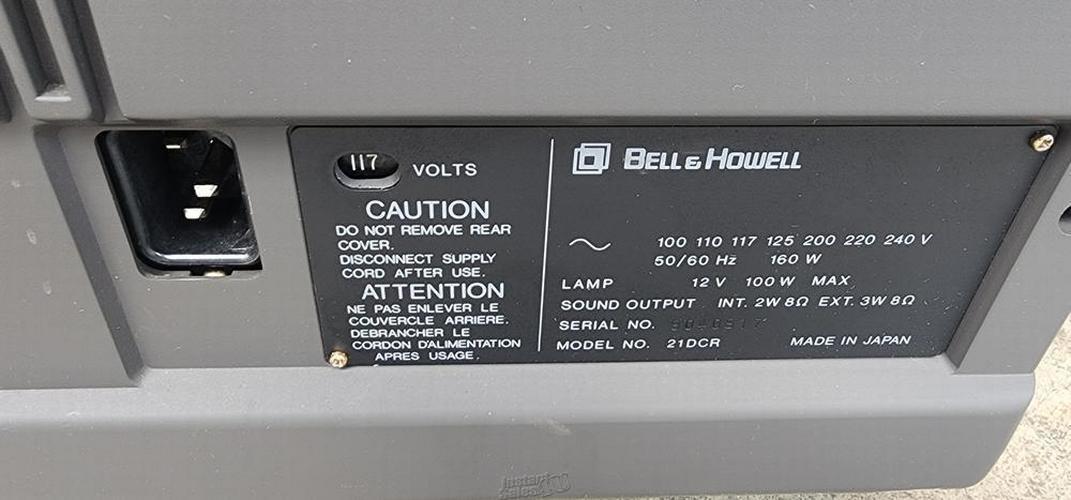 117 VOLTS
CAUTION
DO NOT REMOVE REAR
COVER.
DISCONNECT SUPPLY
CORD AFTER USE.
ATTENTION
NE PAS ENLEVER LE
COUVERCLE ARRIERE.
DEBRANCHER LE
CORDON D'ALIMENTATION
APRES USAGE.
BELL & HOWELL
~ 100 110 117 125 200 220 240 V
50/60 Hz 160 W
LAMP 12 V 100 W MAX
SOUND OUTPUT INT. 2W 8Ω EXT. 3W 8Ω
SERIAL NO.
MODEL NO. 21DCR MADE IN JAPAN